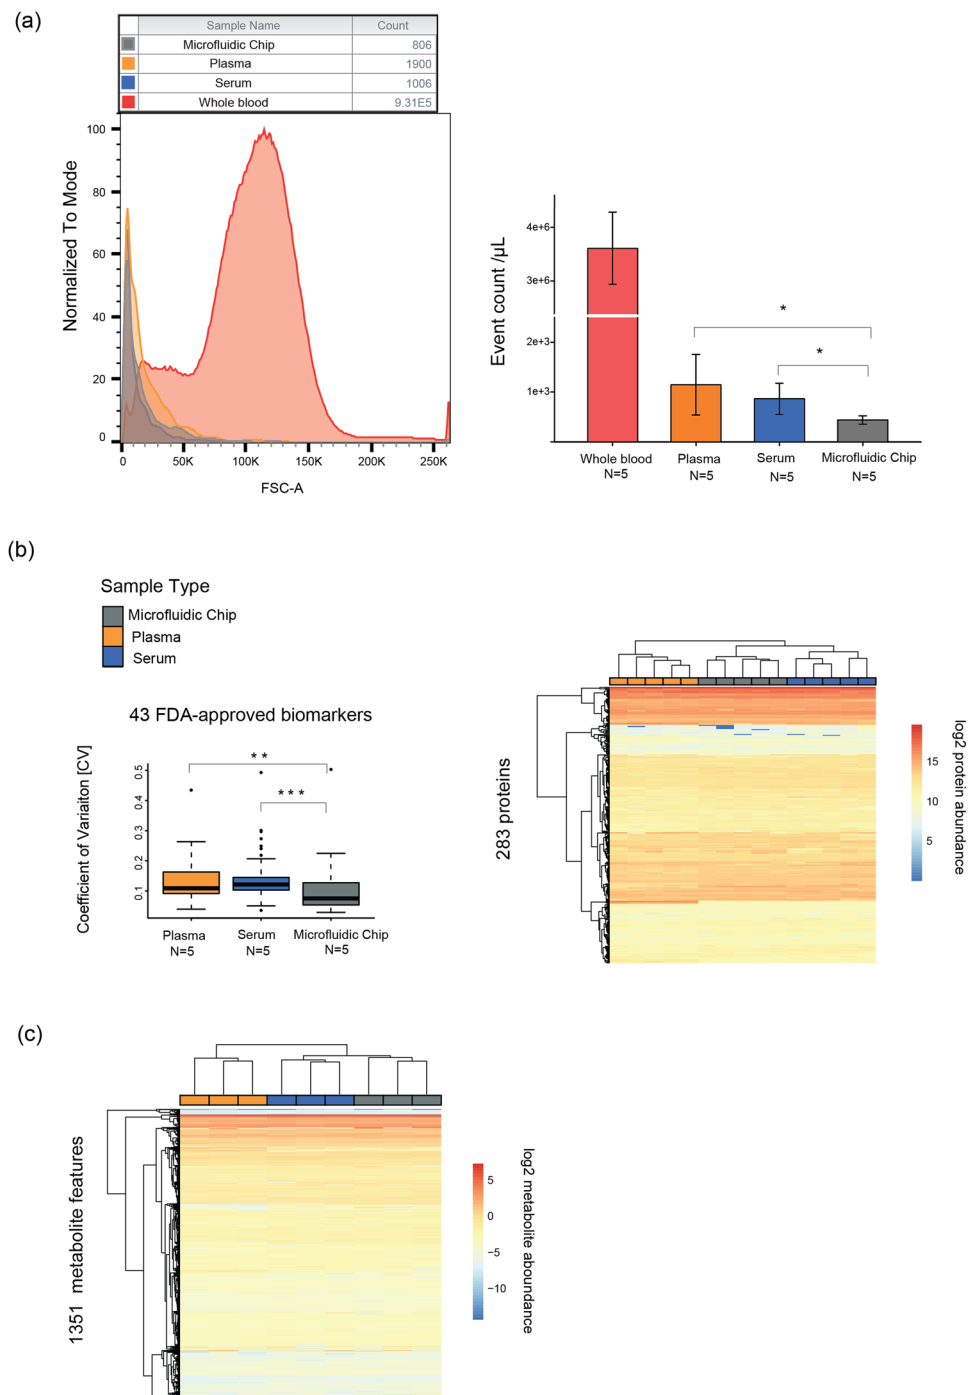 (a)
Sample Name Count
Microfluidic Chip 806
Plasma 1900
Serum 1006
Whole blood 9.31E5
Normalized To Mode
100
80
60
40
20
0
0 50K 100K 150K 200K 250K
FSC-A
Event count /µL
4e+6
3e+6
2e+3
1e+3
*
*
Whole blood Plasma Serum Microfluidic Chip
N=5 N=5 N=5 N=5
(b)
Sample Type
Microfluidic Chip
Plasma
Serum
43 FDA-approved biomarkers
Coefficient of Variaiton [CV]
0.5
0.4
0.3
0.2
0.1
* *
* * *
Plasma Serum Microfluidic Chip
N=5 N=5 N=5
283 proteins
15
10
5
log2 protein abundance
(c)
1351 metabolite features
5
0
−5
−10
log2 metabolite aboundance